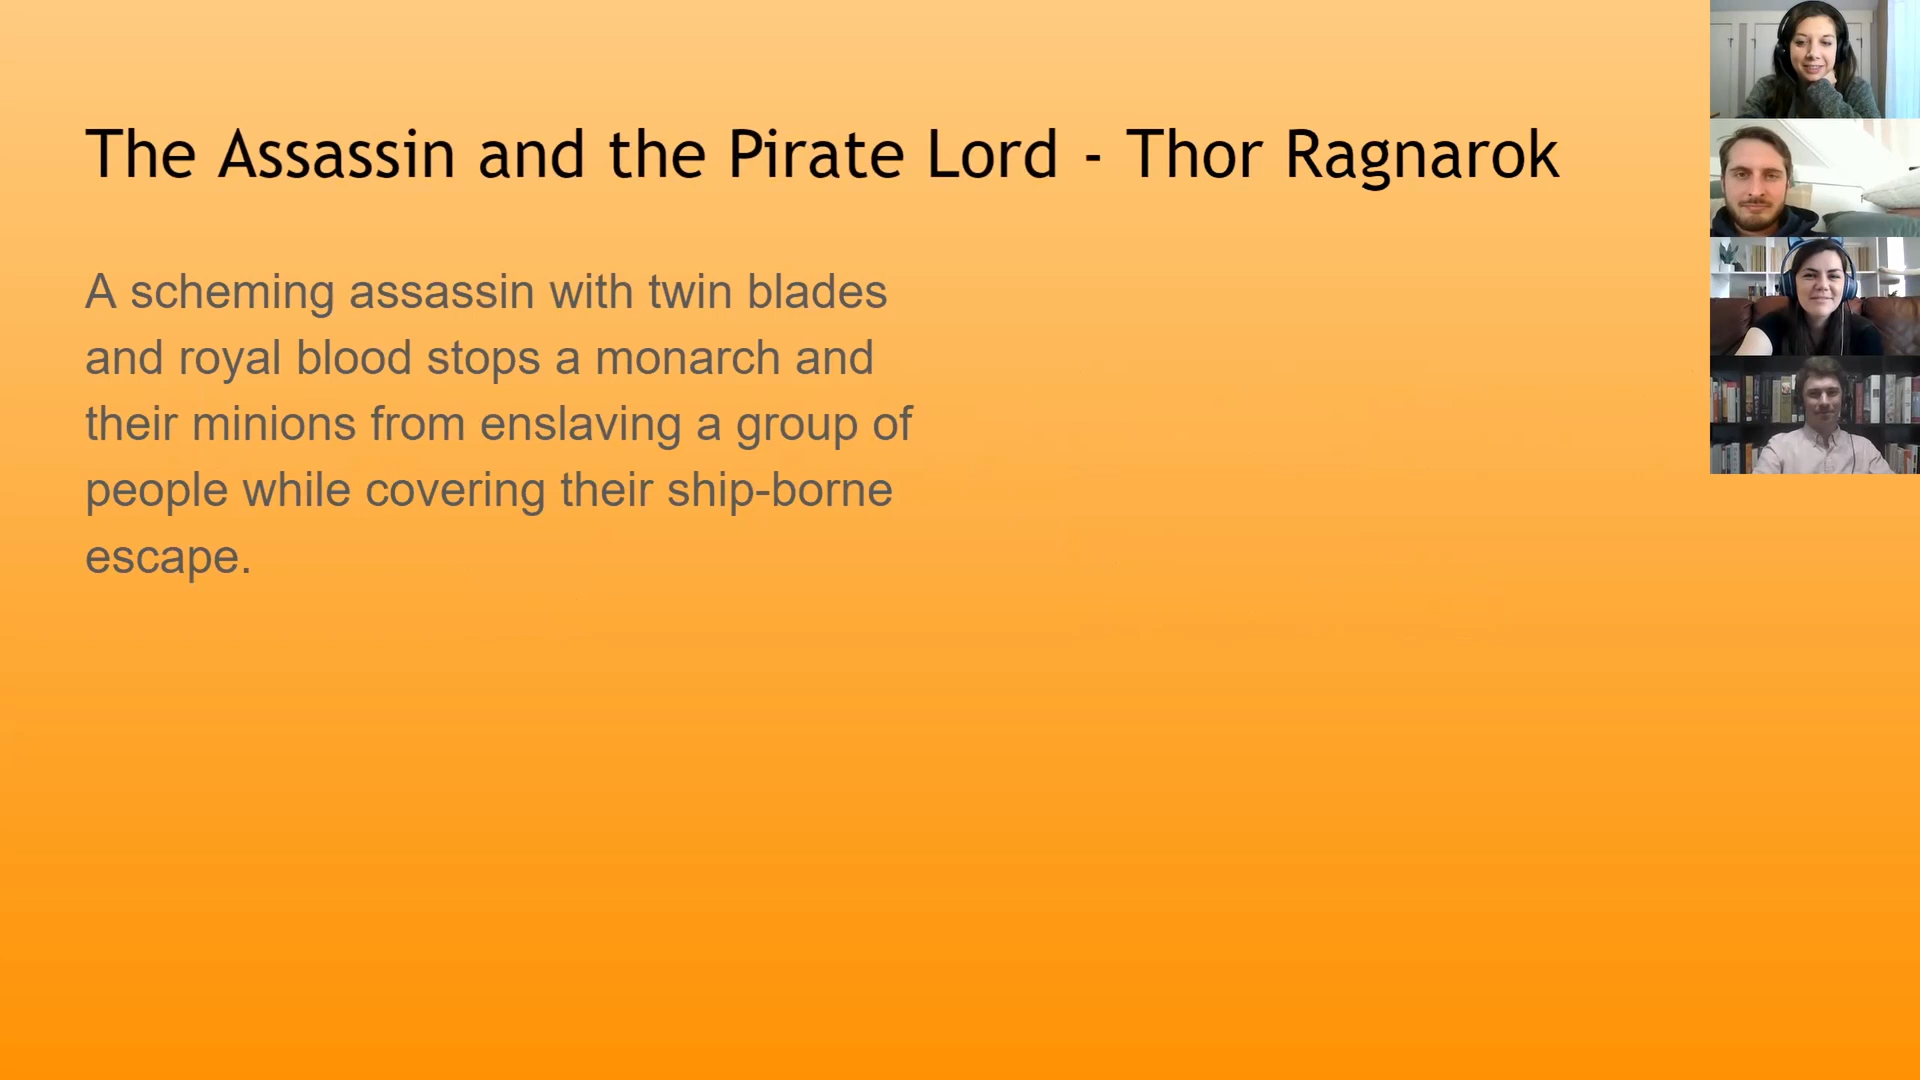 The Assassin and the Pirate Lord - Thor Ragnarok
A scheming assassin with twin blades
and royal blood stops a monarch and
their minions from enslaving a group of
people while covering their ship-borne
escape.